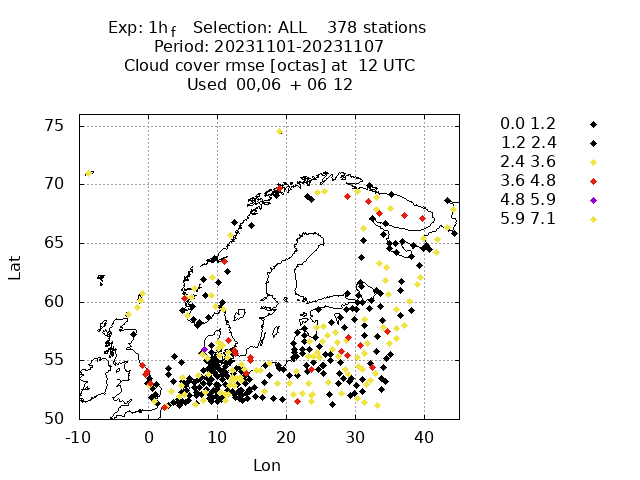 Exp: 1h f Selection: ALL 378 stations
Period: 20231101-20231107
Cloud cover rmse [octas] at 12 UTC
Used 00,06 + 06 12
0.0 1.2
1.2 2.4
2.4 3.6
3.6 4.8
4.8 5.9
5.9 7.1
75
70
65
60
55
50
Lat
-10 0 10 20 30 40
Lon